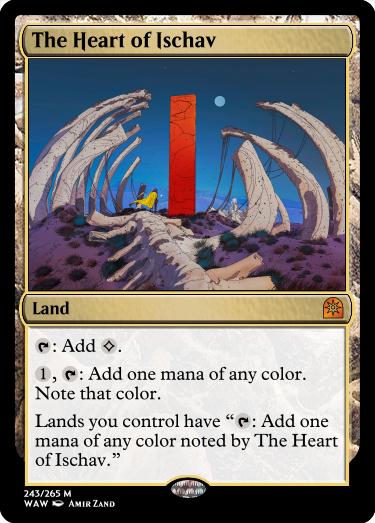 The Heart of Ischav
Land
: Add .
1, : Add one mana of any color.
Note that color.
Lands you control have “: Add one
mana of any color noted by The Heart
of Ischav.”
243/265 M
WAW Amir Zand